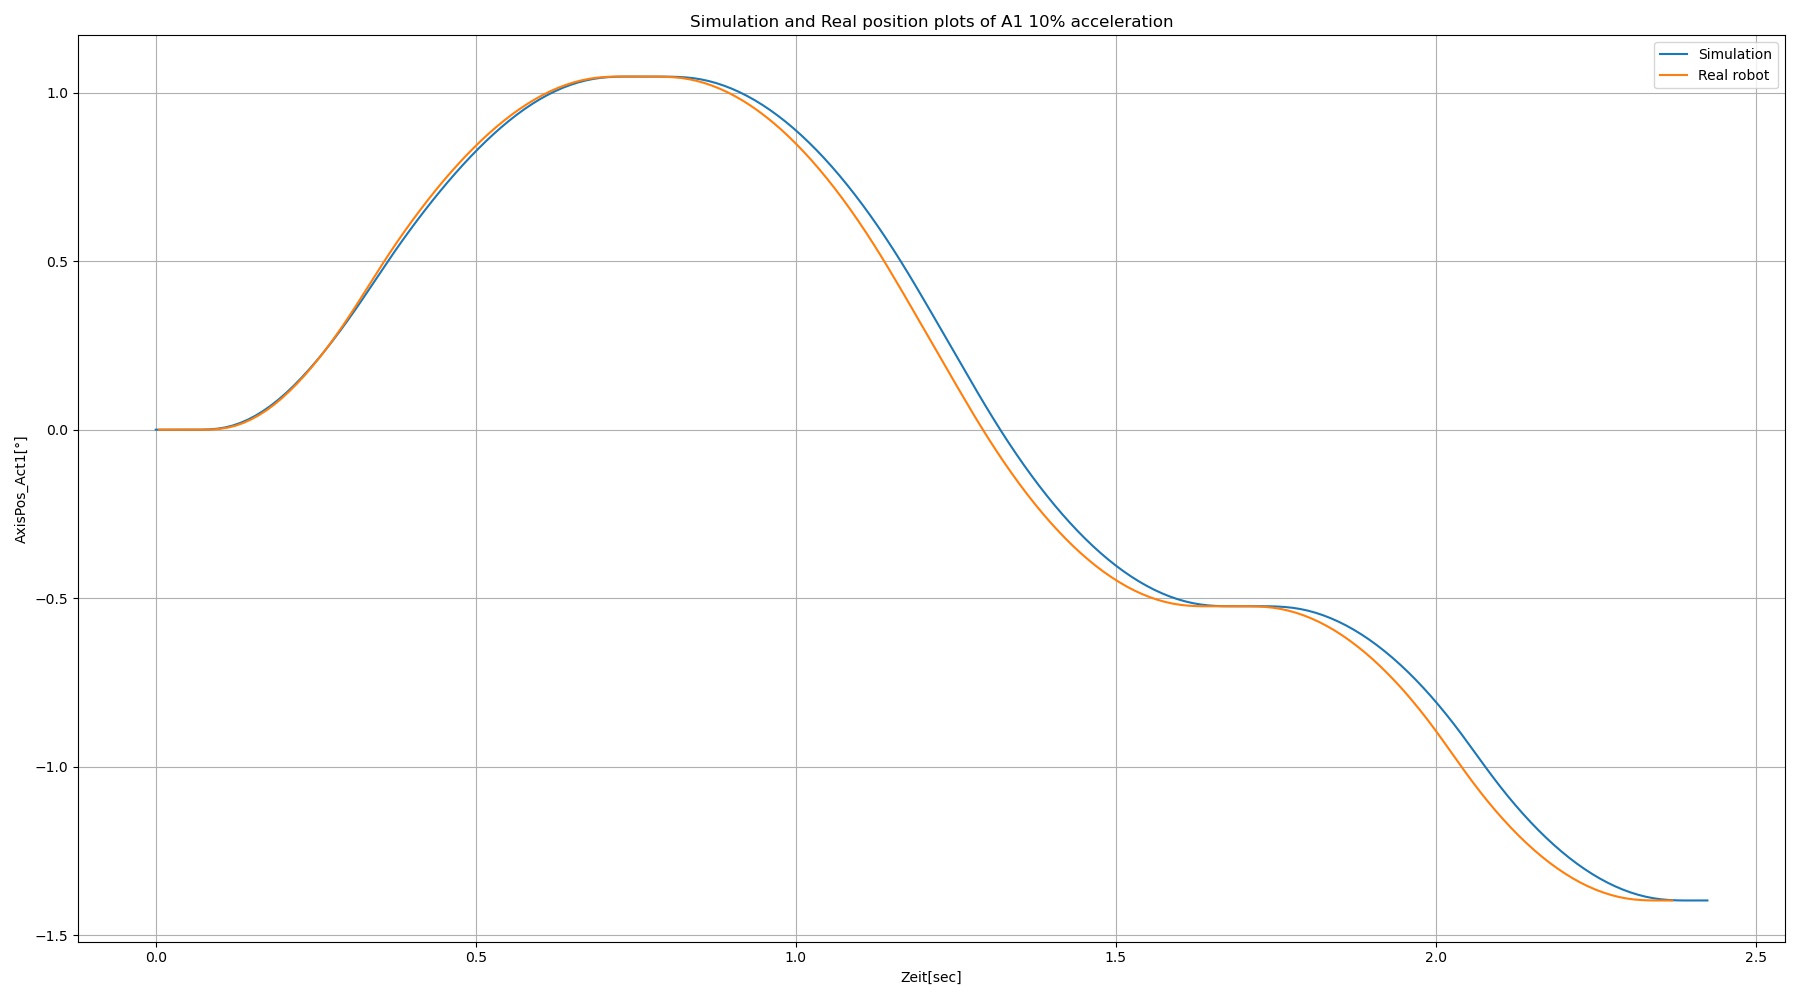 Simulation and Real position plots of A1 10% acceleration
Simulation
Real robot
AxisPos_Act1[°]
1.0
0.5
0.0
−0.5
−1.0
−1.5
0.0
0.5
1.0
1.5
2.0
2.5
Zeit[sec]